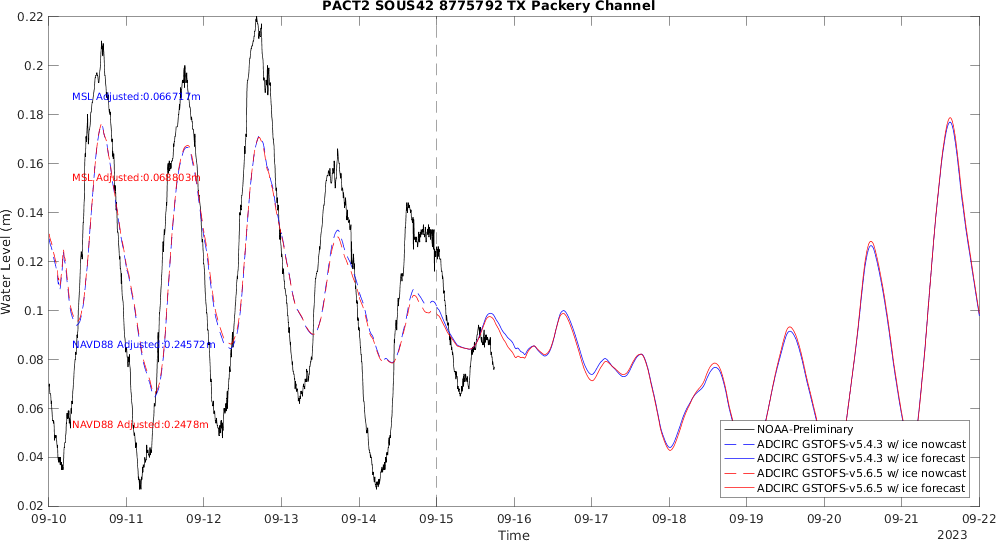 PACT2 SOUS42 8775792 TX Packery Channel
0.22
0.2
0.18
0.16
0.14
0.12
0.1
0.08
0.06
0.04
0.02
Water Level (m)
MSL Adjusted:0.066717m
MSL Adjusted:0.068803m
NAVD88 Adjusted:0.24572m
NAVD88 Adjusted:0.2478m
NOAA-Preliminary
ADCIRC GSTOFS-v5.4.3 w/ ice nowcast
ADCIRC GSTOFS-v5.4.3 w/ ice forecast
ADCIRC GSTOFS-v5.6.5 w/ ice nowcast
ADCIRC GSTOFS-v5.6.5 w/ ice forecast
09-10 09-11 09-12 09-13 09-14 09-15 09-16 09-17 09-18 09-19 09-20 09-21 09-22
Time
2023